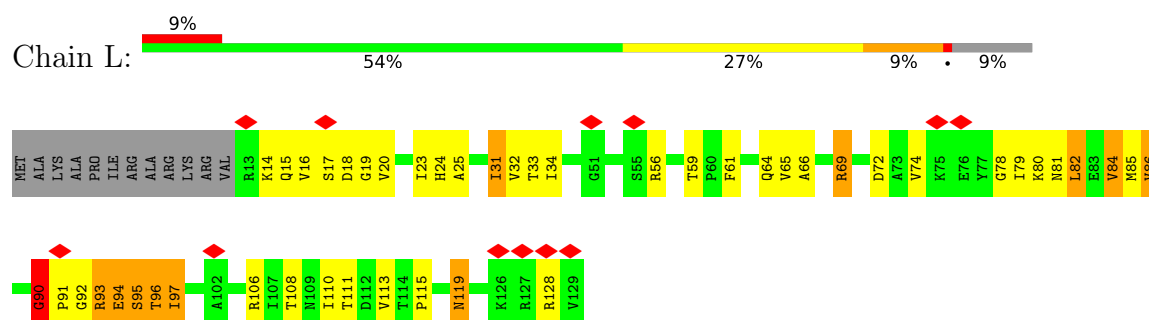 9%
Chain L:
54% 27% 9% • 9%
MET ALA LYS ALA PRO ILE ARG ALA ARG LYS ARG VAL R13 K14 Q15 V16 S17 D18 G19 V20 I23 H24 A25 I31 V32 T33 I34 G51 S55 R56 T59 P60 F61 Q64 V65 A66 R69 D72 A73 V74 K75 E76 Y77 G78 I79 K80 N81 L82 E83 V84 M85
G90 P91 G92 R93 E94 S95 T96 I97 A102 R106 I107 T108 N109 I110 T111 D112 V113 T114 P115 N119 K126 R127 R128 V129